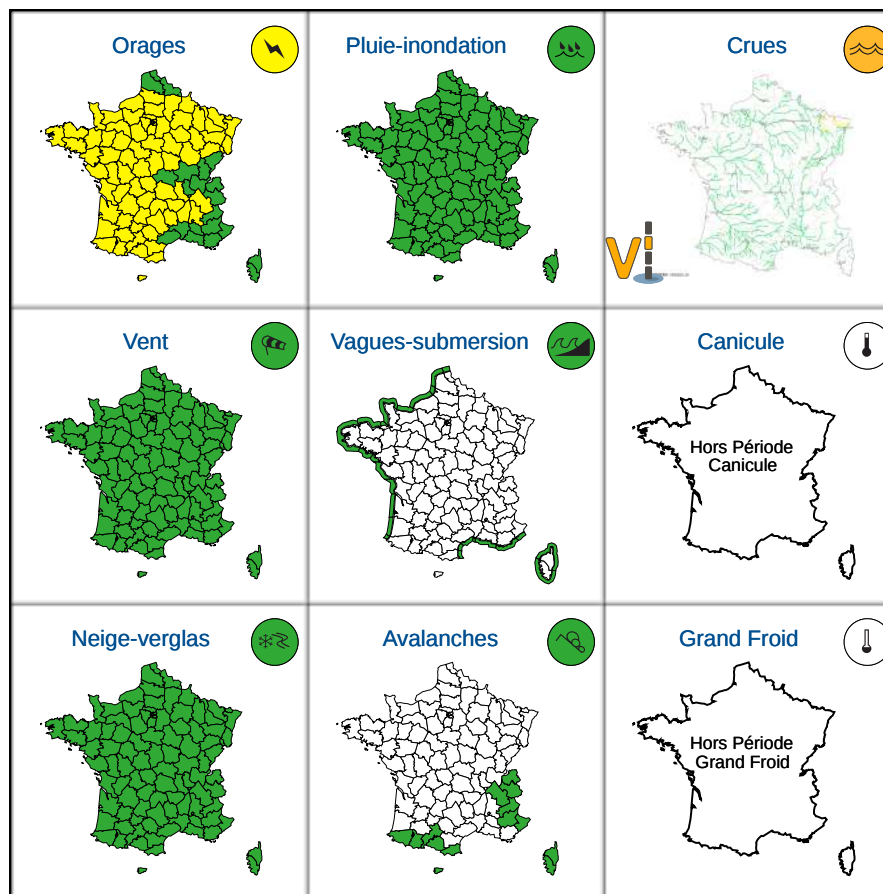 Orages
Pluie-inondation
Crues
Vi
Vent
Vagues-submersion
Canicule
Hors Période
Canicule
Neige-verglas
Avalanches
Grand Froid
Hors Période
Grand Froid